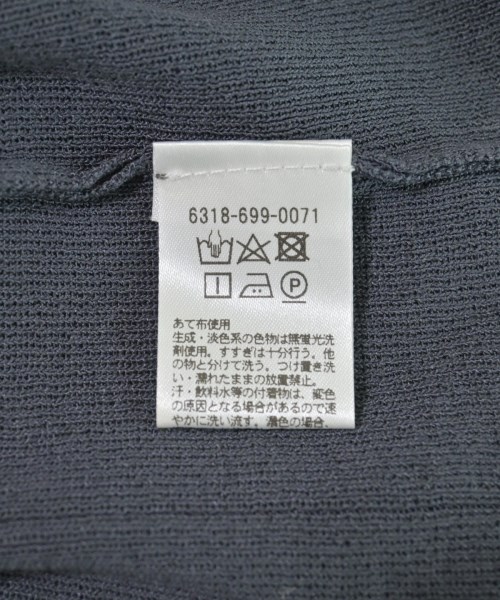 6318-699-0071
P
あて布使用
生成・淡色系の色物は無蛍光洗
剤使用。すすぎは十分行う。他
の物と分けて洗う。つけ置き洗
い・濡れたままの放置禁止。
汗・飲料水等の付着物は、変色
の原因となる場合があるので速
やかに洗い流す。濃色の場合、